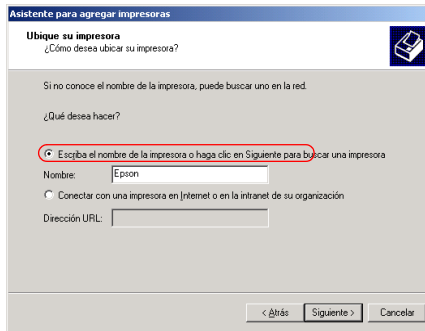 Asistente para agregar impresoras
Ubique su impresora
¿Cómo desea ubicar su impresora?
Si no conoce el nombre de la impresora, puede buscar uno en la red.
¿Qué desea hacer?
Escriba el nombre de la impresora o haga clic en Siguiente para buscar una impresora
Nombre: Epson
Conectar con una impresora en Internet o en la intranet de su organización
Dirección URL:
< Atrás Siguiente > Cancelar